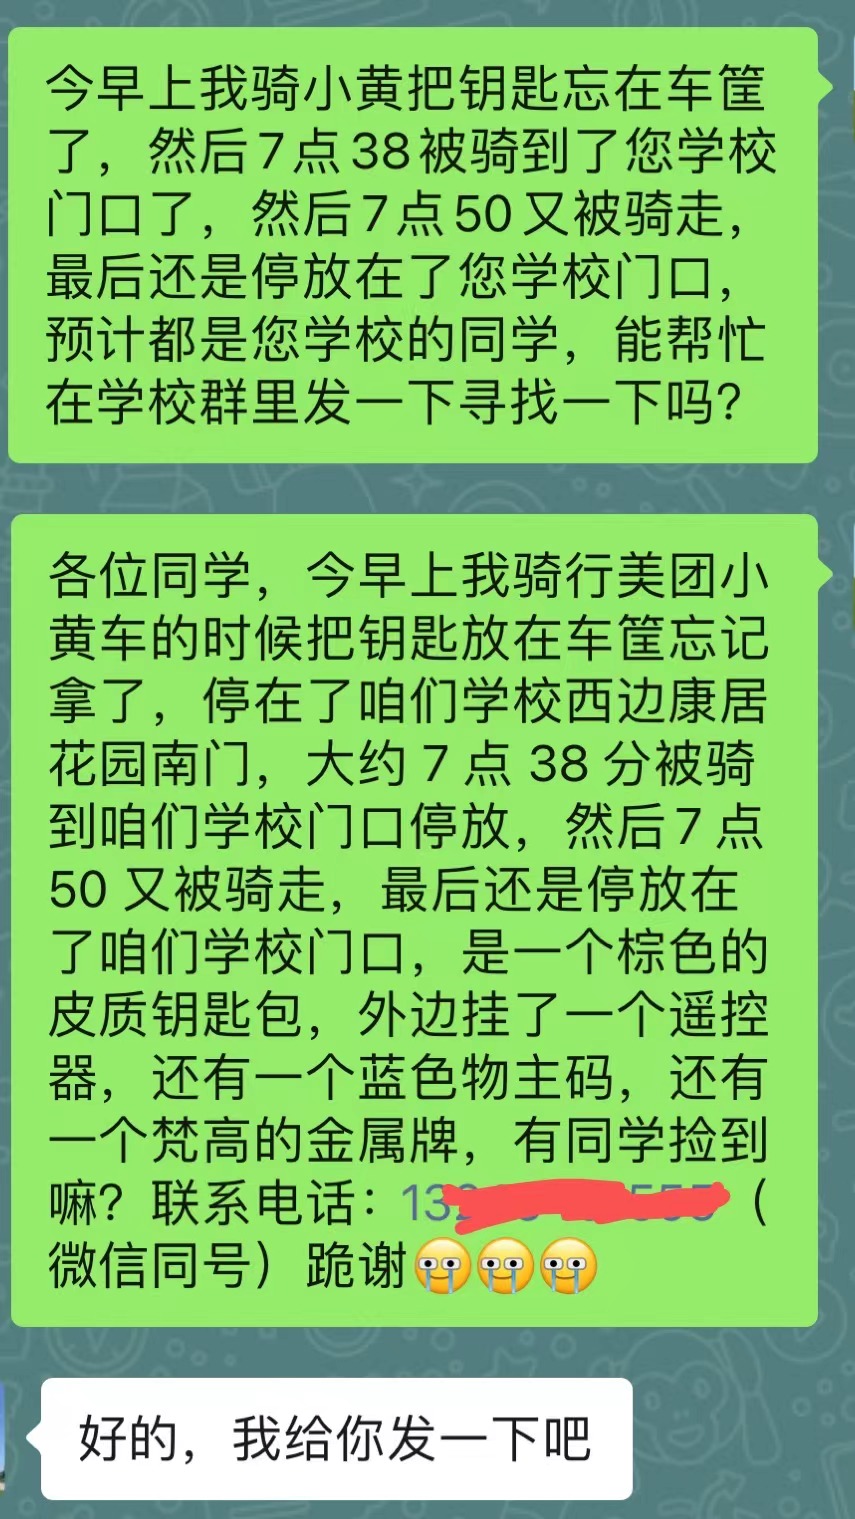 今早上我骑小黄把钥匙忘在车筐
了，然后7点38被骑到了您学校
门口了，然后7点50又被骑走，
最后还是停放在了您学校门口，
预计都是您学校的同学，能帮忙
在学校群里发一下寻找一下吗？
各位同学，今早上我骑行美团小
黄车的时候把钥匙放在车筐忘记
拿了，停在了咱们学校西边康居
花园南门，大约 7 点 38 分被骑
到咱们学校门口停放，然后7 点
50 又被骑走，最后还是停放在
了咱们学校门口，是一个棕色的
皮质钥匙包，外边挂了一个遥控
器，还有一个蓝色物主码，还有
一个梵高的金属牌，有同学捡到
嘛？联系电话：13（
微信同号）跪谢
好的，我给你发一下吧